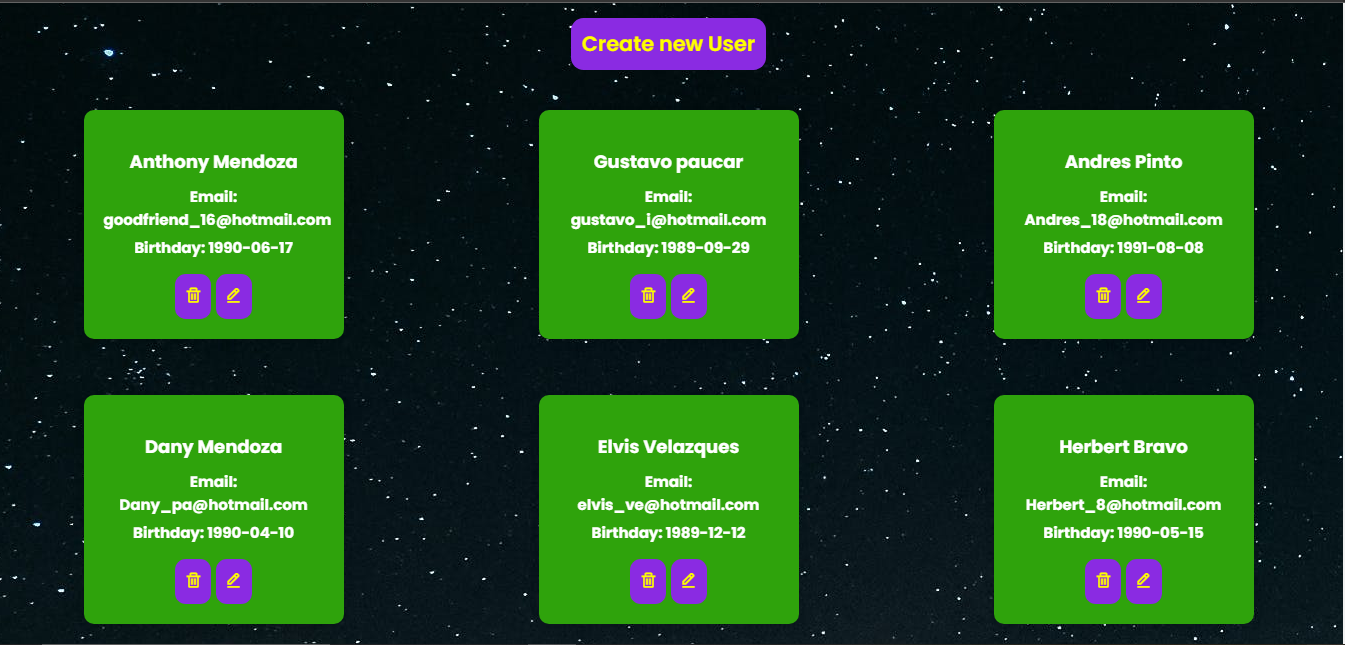 Create new User
Anthony Mendoza
Email:
goodfriend_16@hotmail.com
Birthday: 1990-06-17
Gustavo paucar
Email:
gustavo_i@hotmail.com
Birthday: 1989-09-29
Andres Pinto
Email:
Andres_18@hotmail.com
Birthday: 1991-08-08
Dany Mendoza
Email:
Dany_pa@hotmail.com
Birthday: 1990-04-10
Elvis Velazques
Email:
elvis_ve@hotmail.com
Birthday: 1989-12-12
Herbert Bravo
Email:
Herbert_8@hotmail.com
Birthday: 1990-05-15